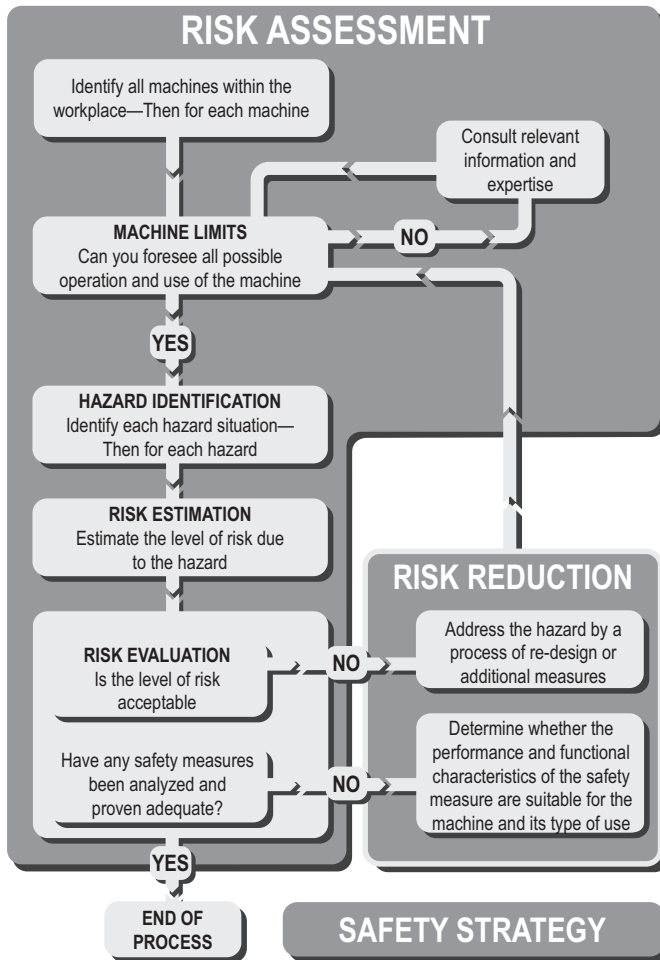 RISK ASSESSMENT
Identify all machines within the
workplace—Then for each machine
Consult relevant
information and
expertise
MACHINE LIMITS
Can you foresee all possible
operation and use of the machine
NO
YES
HAZARD IDENTIFICATION
Identify each hazard situation—
Then for each hazard
RISK ESTIMATION
Estimate the level of risk due
to the hazard
RISK REDUCTION
RISK EVALUATION
Is the level of risk
acceptable
NO
Address the hazard by a
process of re-design or
additional measures
Have any safety measures
been analyzed and
proven adequate?
NO
Determine whether the
performance and functional
characteristics of the safety
measure are suitable for the
machine and its type of use
YES
END OF
PROCESS
SAFETY STRATEGY